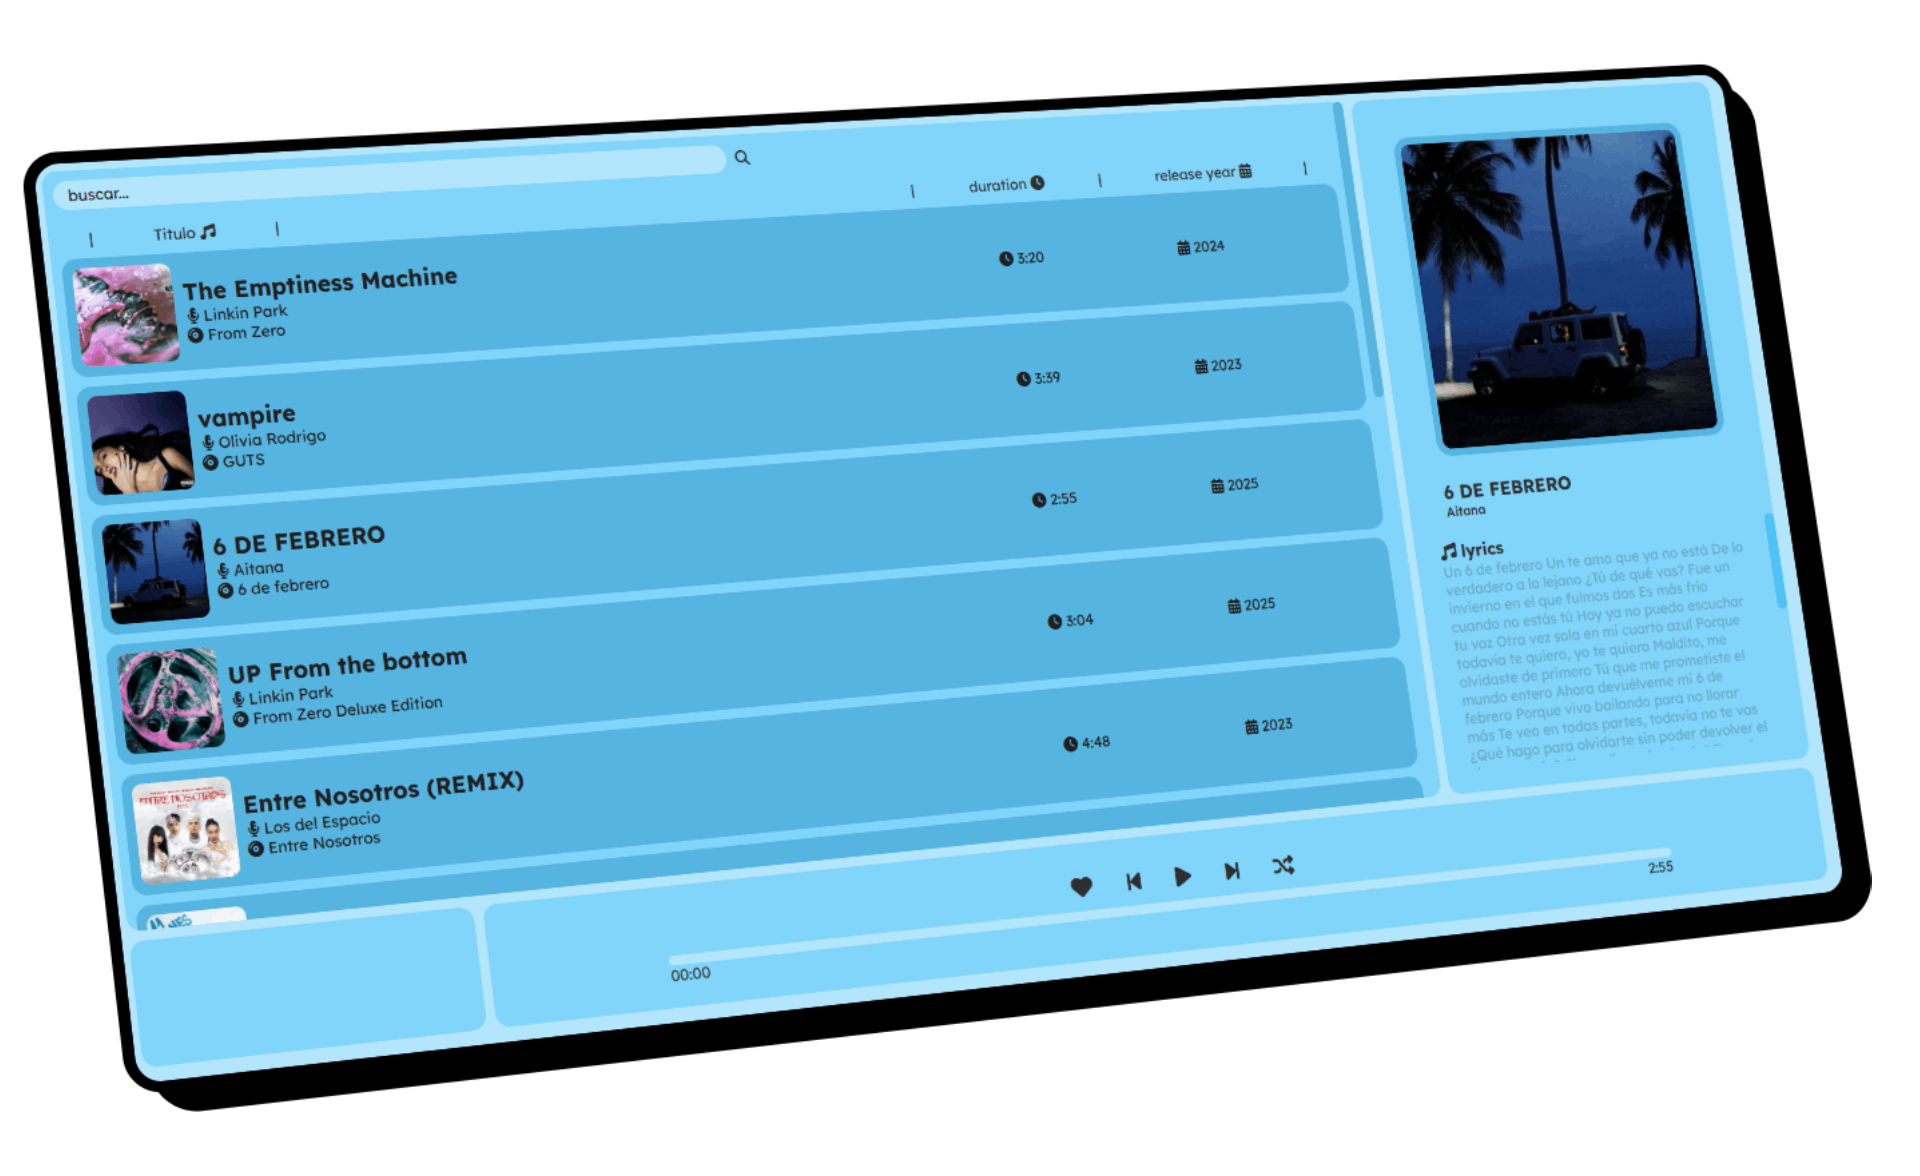 buscar...
Título
duration
release year
The Emptiness Machine
Linkin Park
From Zero
3:20
2024
vampire
Olivia Rodrigo
GUTS
3:39
2023
6 DE FEBRERO
Aitana
6 de febrero
2:55
2025
UP From the bottom
Linkin Park
From Zero Deluxe Edition
3:04
2025
ENTRE NOSOTROS
Entre Nosotros (REMIX)
Los del Espacio
Entre Nosotros
4:48
2023
6 DE FEBRERO
Aitana
lyrics
Un 6 de febrero Un te amo que ya no está De lo
verdadero a lo lejano ¿Tú de qué vas? Fue un
invierno en el que fuimos dos Es más frío
cuando no estás tú Hoy ya no puedo escuchar
tu voz Otra vez sola en mi cuarto azul Porque
todavía te quiero, yo te quiero Maldito, me
olvidaste de primero Tú que me prometiste el
mundo entero Ahora devuélveme mi 6 de
febrero Porque vivo bailando para no llorar
más Te veo en todas partes, todavía no te vas
¿Qué hago para olvidarte sin poder devolver el
00:00
2:55